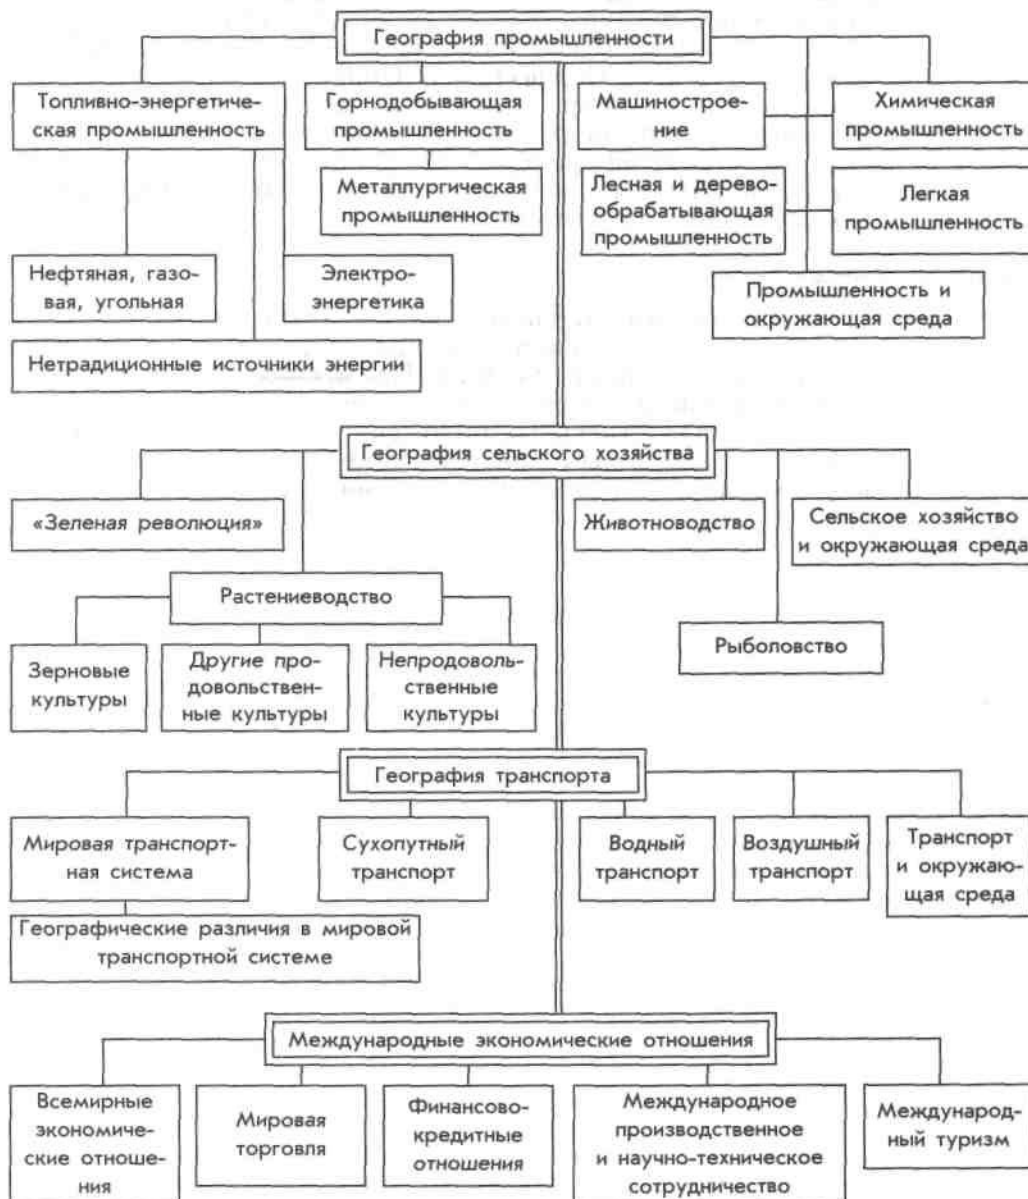 География промышленности
Топливно-энергетиче-
ская промышленность
Горнодобывающая
промышленность
Машинострое-
ние
Химическая
промышленность
Металлургическая
промышленность
Лесная и дерево-
обрабатывающая
промышленность
Легкая
промышленность
Нефтяная, газо-
вая, угольная
Электро-
энергетика
Промышленность и
окружающая среда
Нетрадиционные источники энергии
География сельского хозяйства
«Зеленая революция»
Животноводство
Сельское хозяйство
и окружающая среда
Растениеводство
Рыболовство
Зерновые
культуры
Другие про-
довольствен-
ные культуры
Непродоволь-
ственные
культуры
География транспорта
Мировая транспорт-
ная система
Сухопутный
транспорт
Водный
транспорт
Воздушный
транспорт
Транспорт
и окружаю-
щая среда
Географические различия в мировой
транспортной системе
Международные экономические отношения
Всемирные
экономиче-
ские отноше-
ния
Мировая
торговля
Финансово-
кредитные
отношения
Международное
производственное
и научно-техническое
сотрудничество
Международ-
ный туризм